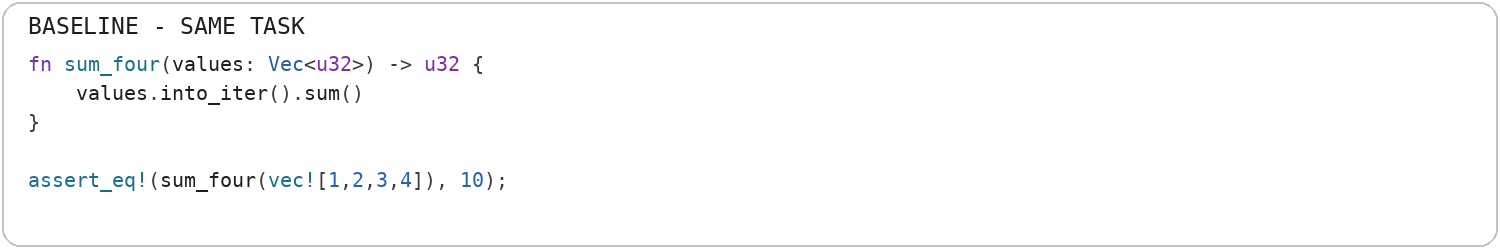 BASELINE - SAME TASK
fn sum_four(values: Vec<u32>) -> u32 {
    values.into_iter().sum()
}
assert_eq!(sum_four(vec![1,2,3,4]), 10);